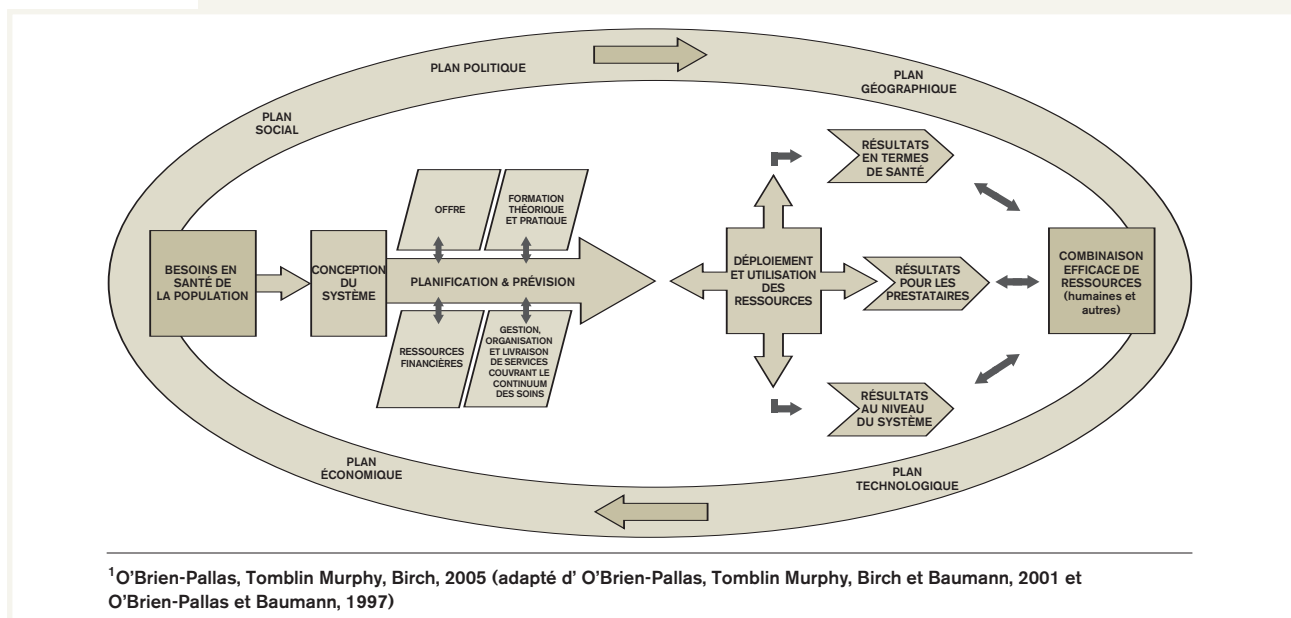 PLAN POLITIQUE
PLAN
GÉOGRAPHIQUE
PLAN
SOCIAL
BESOINS EN
SANTÉ DE
LA POPULATION
CONCEPTION
DU
SYSTÈME
OFFRE
FORMATION
THÉORIQUE
ET PRATIQUE
PLANIFICATION & PRÉVISION
RESSOURCES
FINANCIÈRES
GESTION,
ORGANISATION
ET LIVRAISON
DE SERVICES
COUVRANT LE
CONTINUUM
DES SOINS
DÉPLOIEMENT
ET UTILISATION
DES
RESSOURCES
RÉSULTATS
EN TERMES
DE SANTÉ
RÉSULTATS
POUR LES
PRESTATAIRES
RÉSULTATS
AU NIVEAU
DU SYSTÈME
COMBINAISON
EFFICACE DE
RESSOURCES
(humaines et
autres)
PLAN
ÉCONOMIQUE
PLAN
TECHNOLOGIQUE
¹O'Brien-Pallas, Tomblin Murphy, Birch, 2005 (adapté d' O'Brien-Pallas, Tomblin Murphy, Birch et Baumann, 2001 et
O'Brien-Pallas et Baumann, 1997)